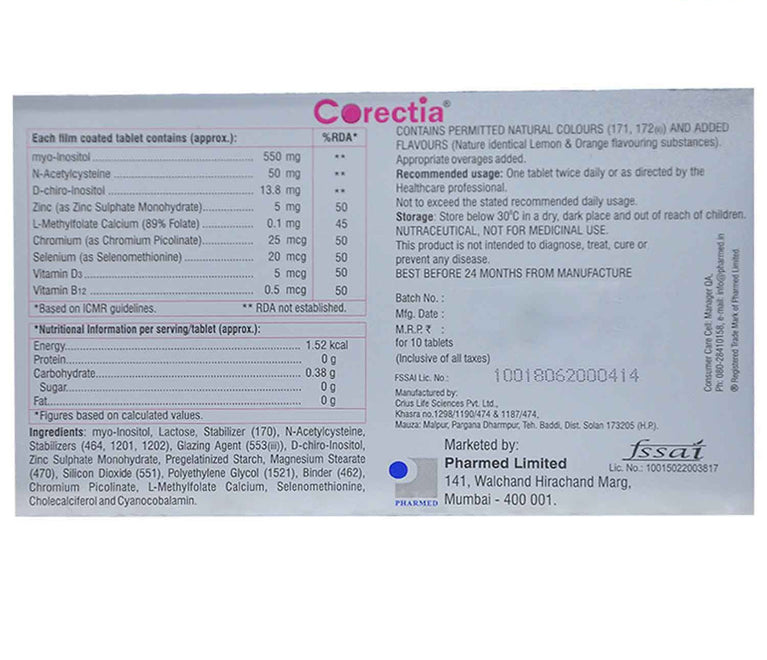 Corectia®
Each film coated tablet contains (approx.): %RDA*
myo-Inositol 550 mg **
N-Acetylcysteine 50 mg **
D-chiro-Inositol 13.8 mg **
Zinc (as Zinc Sulphate Monohydrate) 5 mg 50
L-Methylfolate Calcium (89% Folate) 0.1 mg 45
Chromium (as Chromium Picolinate) 25 mcg 50
Selenium (as Selenomethionine) 20 mcg 50
Vitamin D3 5 mcg 50
Vitamin B12 0.5 mcg 50
*Based on ICMR guidelines. ** RDA not established.
*Nutritional Information per serving/tablet (approx.):
Energy 1.52 kcal
Protein 0 g
Carbohydrate 0.38 g
Sugar 0 g
Fat 0 g
*Figures based on calculated values.
Ingredients: myo-Inositol, Lactose, Stabilizer (170), N-Acetylcysteine,
Stabilizers (464, 1201, 1202), Glazing Agent (553(iii)), D-chiro-Inositol,
Zinc Sulphate Monohydrate, Pregelatinized Starch, Magnesium Stearate
(470), Silicon Dioxide (551), Polyethylene Glycol (1521), Binder (462),
Chromium Picolinate, L-Methylfolate Calcium, Selenomethionine,
Cholecalciferol and Cyanocobalamin.
CONTAINS PERMITTED NATURAL COLOURS (171, 172(ii)) AND ADDED
FLAVOURS (Nature identical Lemon & Orange flavouring substances).
Appropriate overages added.
Recommended usage: One tablet twice daily or as directed by the
Healthcare professional.
Not to exceed the stated recommended daily usage.
Storage: Store below 30°C in a dry, dark place and out of reach of children.
NUTRACEUTICAL, NOT FOR MEDICINAL USE.
This product is not intended to diagnose, treat, cure or
prevent any disease.
BEST BEFORE 24 MONTHS FROM MANUFACTURE
Batch No. :
Mfg. Date :
M.R.P. ₹ :
for 10 tablets
(Inclusive of all taxes)
FSSAI Lic. No.: 10018062000414
Manufactured by:
Crius Life Sciences Pvt. Ltd.,
Khasra no.1298/1190/474 & 1187/474,
Mauza: Malpur, Pargana Dharmpur, Teh. Baddi, Dist. Solan 173205 (H.P.).
Marketed by:
Pharmed Limited
141, Walchand Hirachand Marg,
Mumbai - 400 001.
PHARMED
fssai
Lic. No.: 10015022003817
Consumer Care Cell: Manager QA,
Ph: 080-28410158, e-mail: info@pharmed.in
® Registered Trade Mark of Pharmed Limited